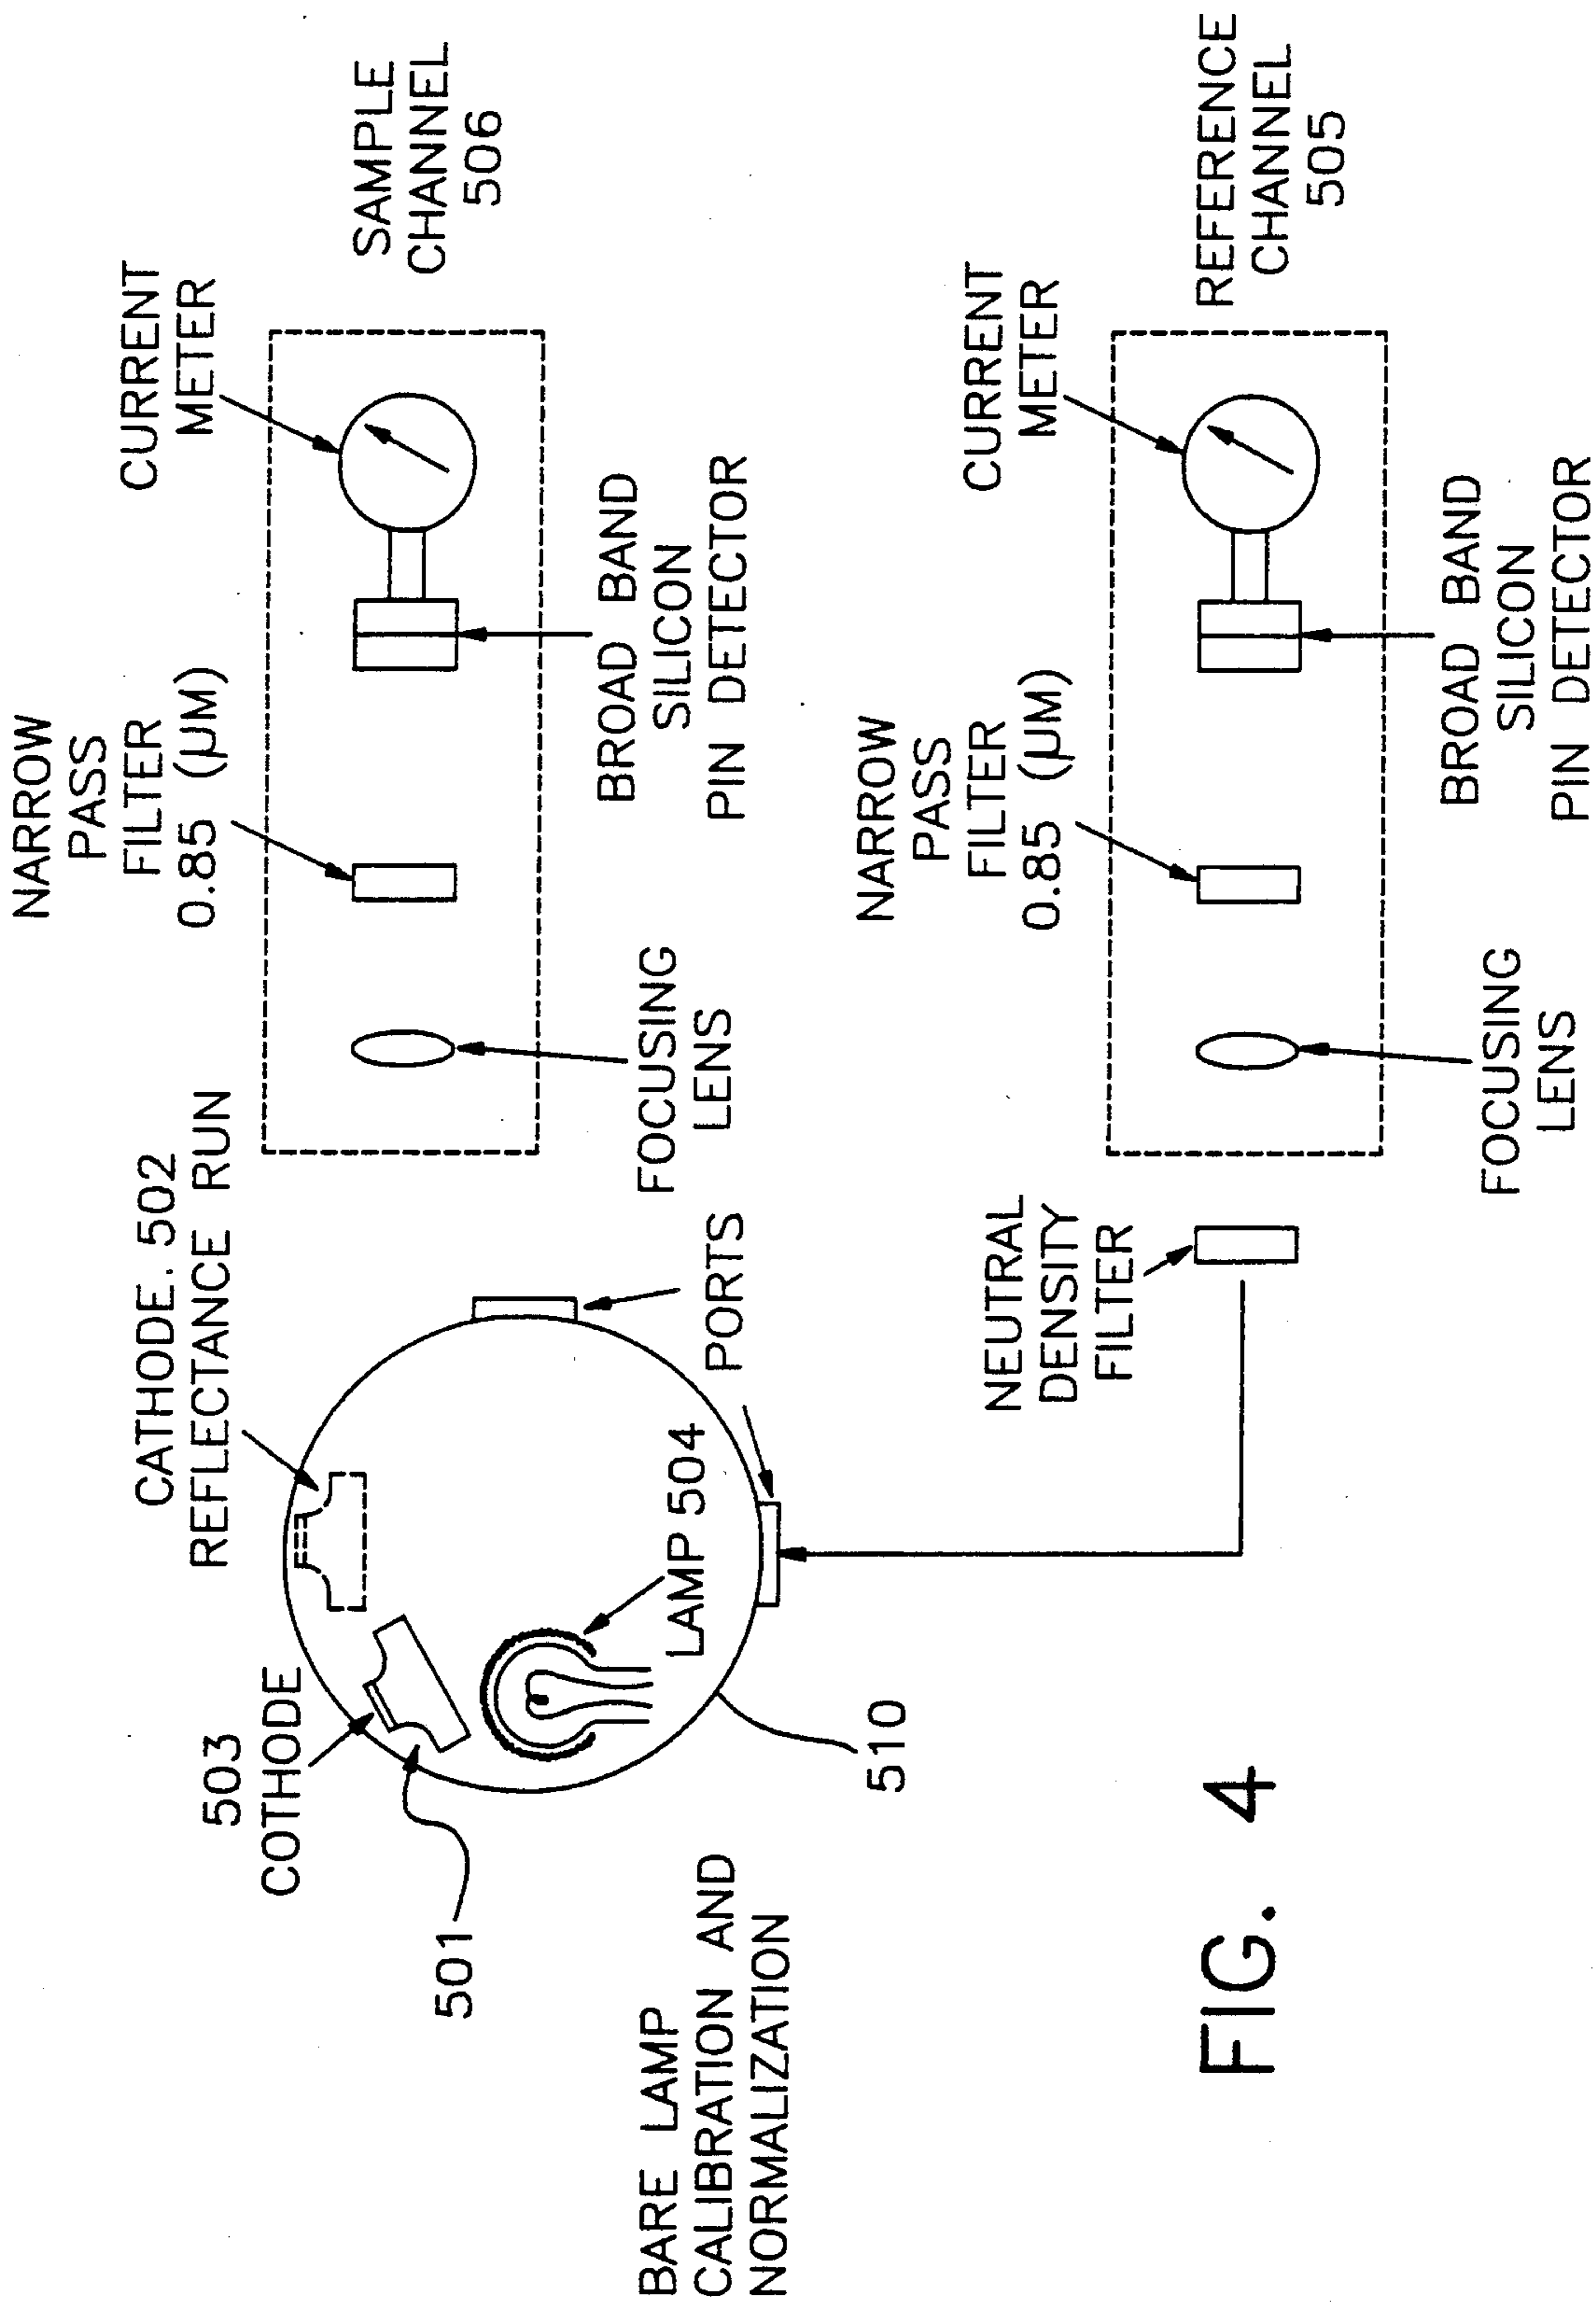 NARROW
PASS
FILTER
0.85 (µM)
CURRENT
METER
SAMPLE
CHANNEL
506
CATHODE. 502
REFLECTANCE RUN
503
COTHODE
501
FOCUSING
LENS
BROAD BAND
SILICON
PIN DETECTOR
LAMP 504
PORTS
510
BARE LAMP
CALIBRATION AND
NORMALIZATION
NARROW
PASS
FILTER
0.85 (µM)
CURRENT
METER
REFERENCE
CHANNEL
505
NEUTRAL
DENSITY
FILTER
FOCUSING
LENS
BROAD BAND
SILICON
PIN DETECTOR
FIG. 4